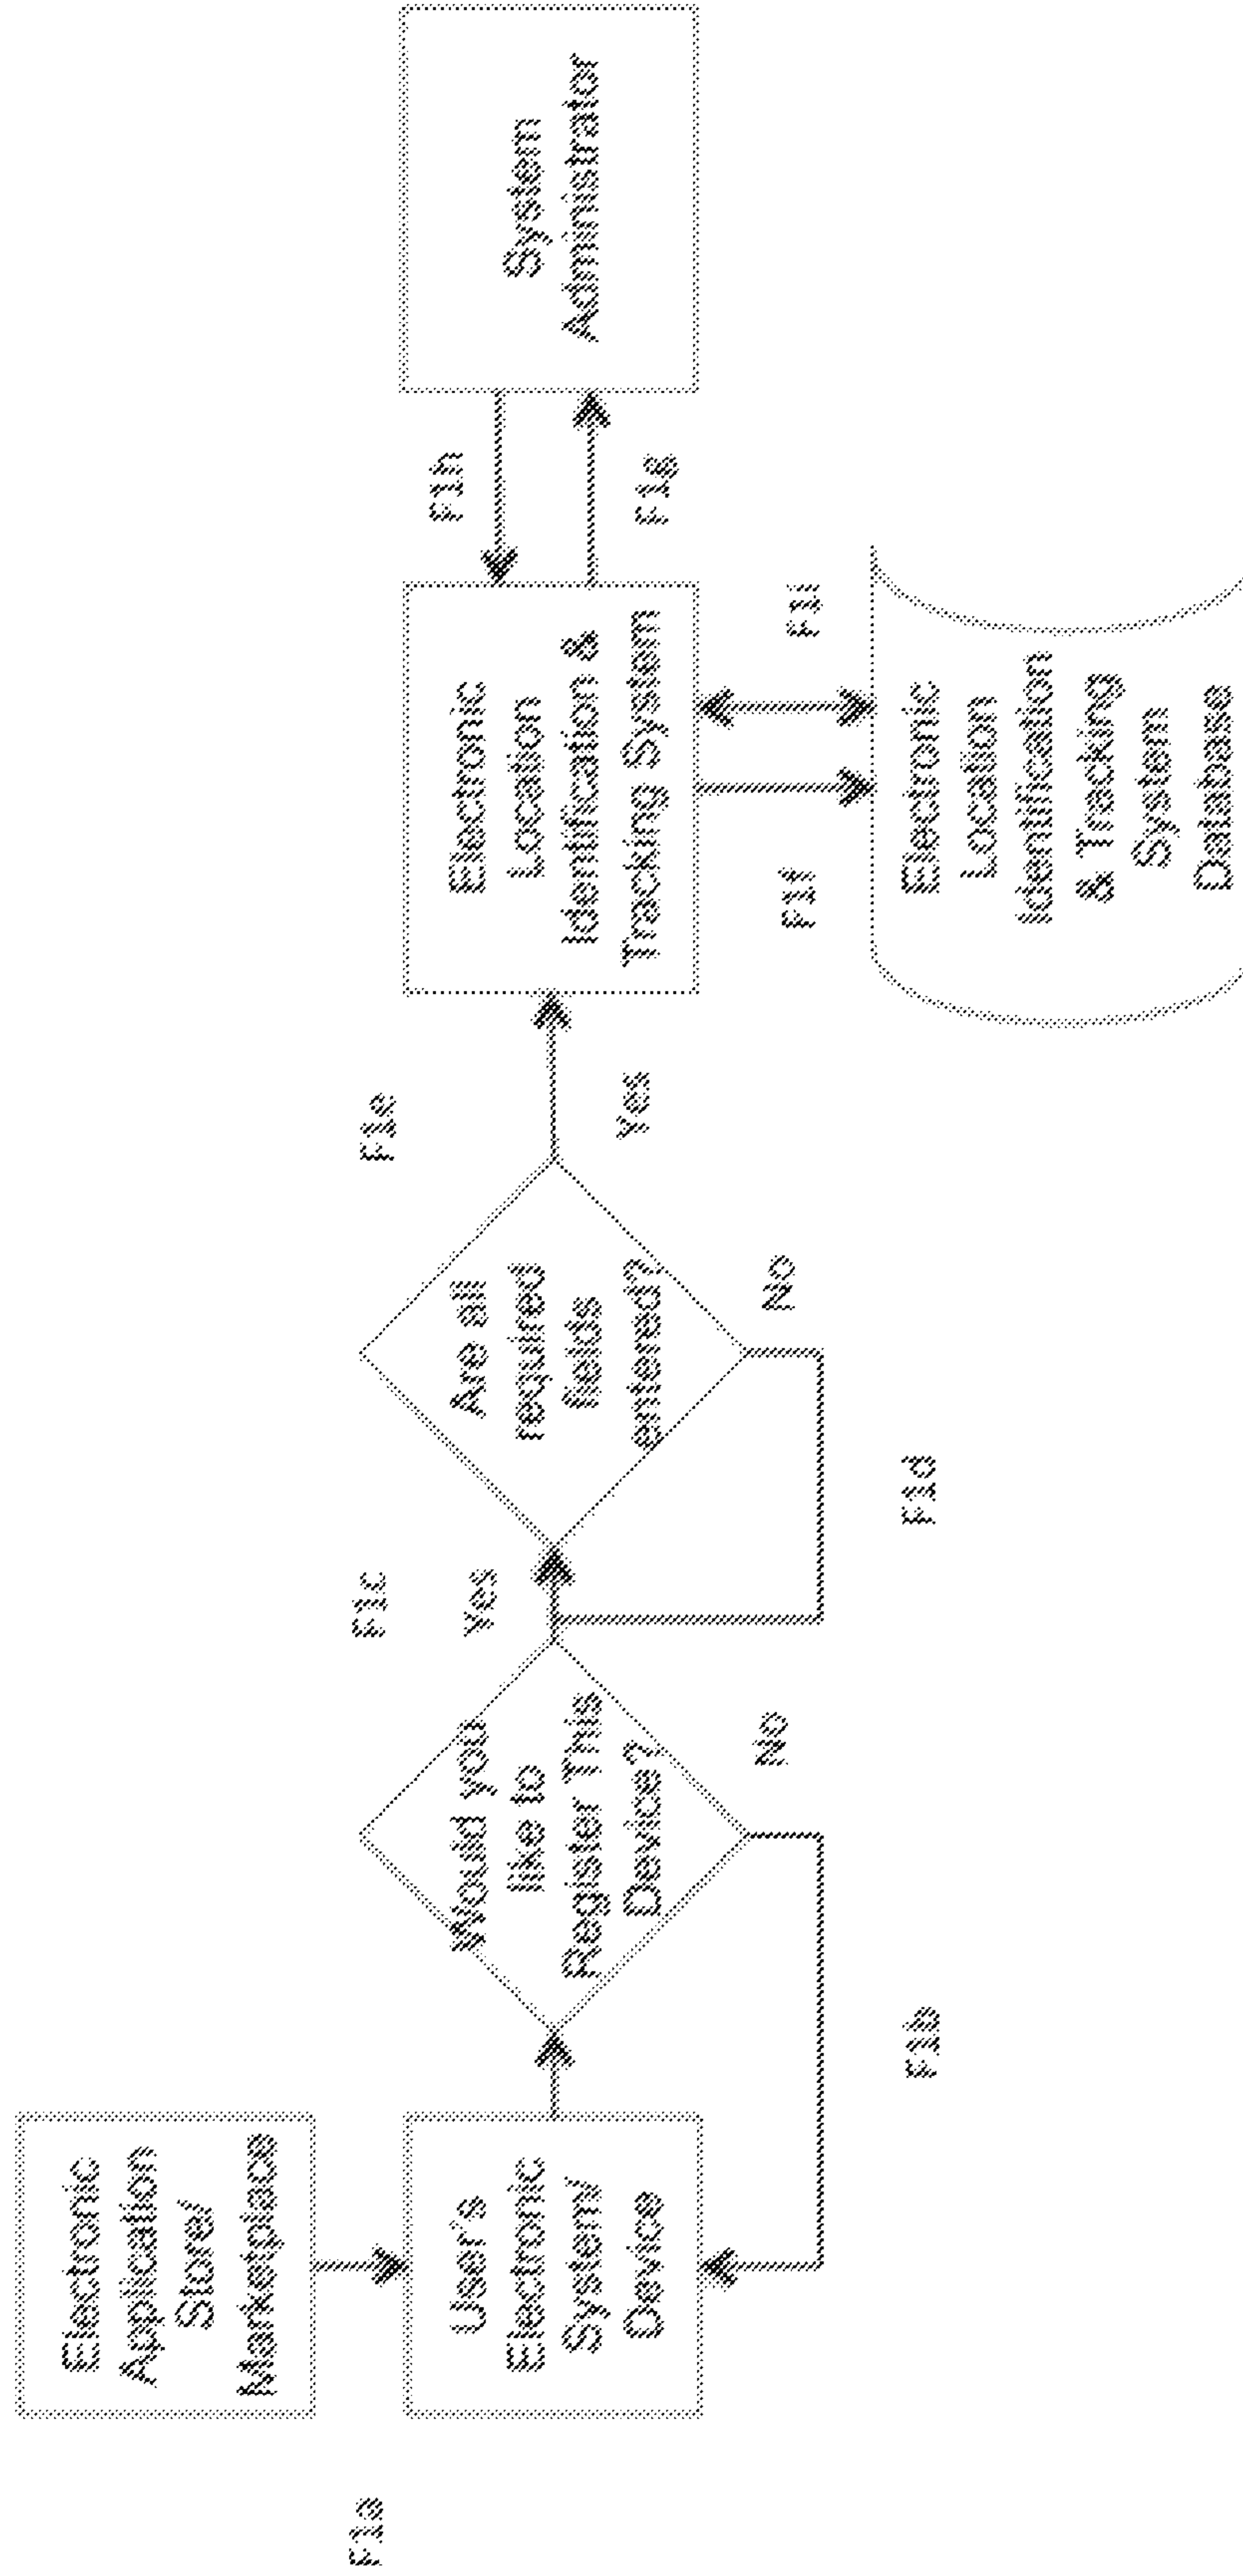 F1a
Electronic
Application
Store/
Marketplace
User's
Electronic
System/
Device
F1b
NO
Would you
like to
Register This
Device?
F1c
yes
Are all
required
fields
entered?
NO
F1d
F1e
yes
Electronic
Location
Identification &
Tracking System
F1f
F1i
Electronic
Location
Identification
& Tracking
System
Database
F1h
F1g
System
Administrator